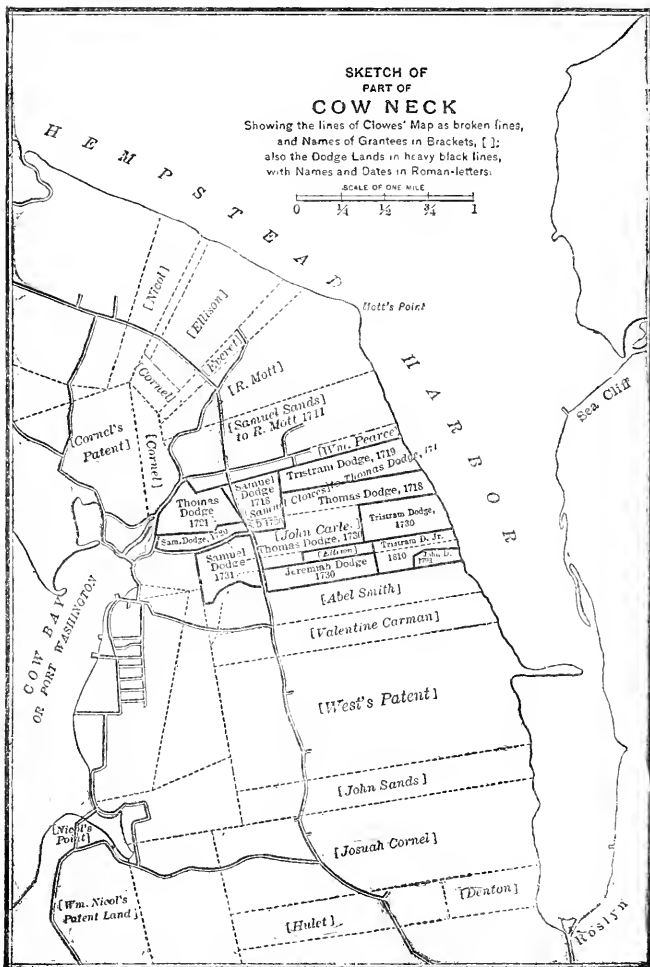 SKETCH OF
PART OF
COW NECK
Showing the lines of Clowes' Map as broken lines,
and Names of Grantees in Brackets, [ ];
also the Dodge Lands in heavy black lines,
with Names and Dates in Roman-letters.
SCALE OF ONE MILE
0 ¼ ½ ¾ 1
HEMPSTEAD
HARBOR
Mott's Point
Sea Cliff
[Nicol]
[Ellison]
[Everet]
[Cornel]
[R. Mott]
[Cornel's
Patent]
[Cornel]
[Samuel Sands]
to R. Mott 1711
[Wm. Pearce]
Tristram Dodge, 1719
Thomas Dodge,
Samuel
Dodge
1718
Thomas Dodge, 1718
Thomas
Dodge
1721
Sam. Dodge,
[John Carle.]
Thomas Dodge,
Tristram Dodge,
1730
Samuel
Dodge
1731
[Ellison]
Tristram D. Jr.
1810
John D.
Jeremiah Dodge
1730
[Abel Smith]
[Valentine Carman]
COW BAY
OR PORT WASHINGTON
[West's Patent]
[John Sands]
[Nicol's
Point]
[Josuah Cornel]
[Wm. Nicol's
Patent Land]
[Denton]
[Hulet]
Roslyn